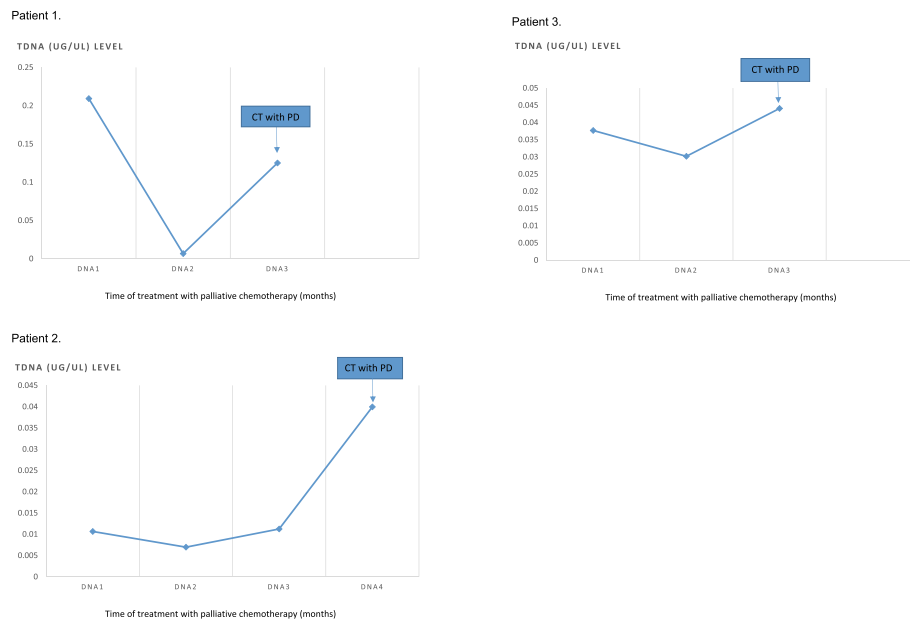 Patient 1.
TDNA (UG/UL) LEVEL
0.25
0.2
0.15
0.1
0.05
0
CT with PD
DNA1 DNA2 DNA3
Time of treatment with palliative chemotherapy (months)
Patient 3.
TDNA (UG/UL) LEVEL
CT with PD
0.05
0.045
0.04
0.035
0.03
0.025
0.02
0.015
0.01
0.005
0
DNA1 DNA2 DNA3
Time of treatment with palliative chemotherapy (months)
Patient 2.
TDNA (UG/UL) LEVEL
CT with PD
0.045
0.04
0.035
0.03
0.025
0.02
0.015
0.01
0.005
0
DNA1 DNA2 DNA3 DNA4
Time of treatment with palliative chemotherapy (months)